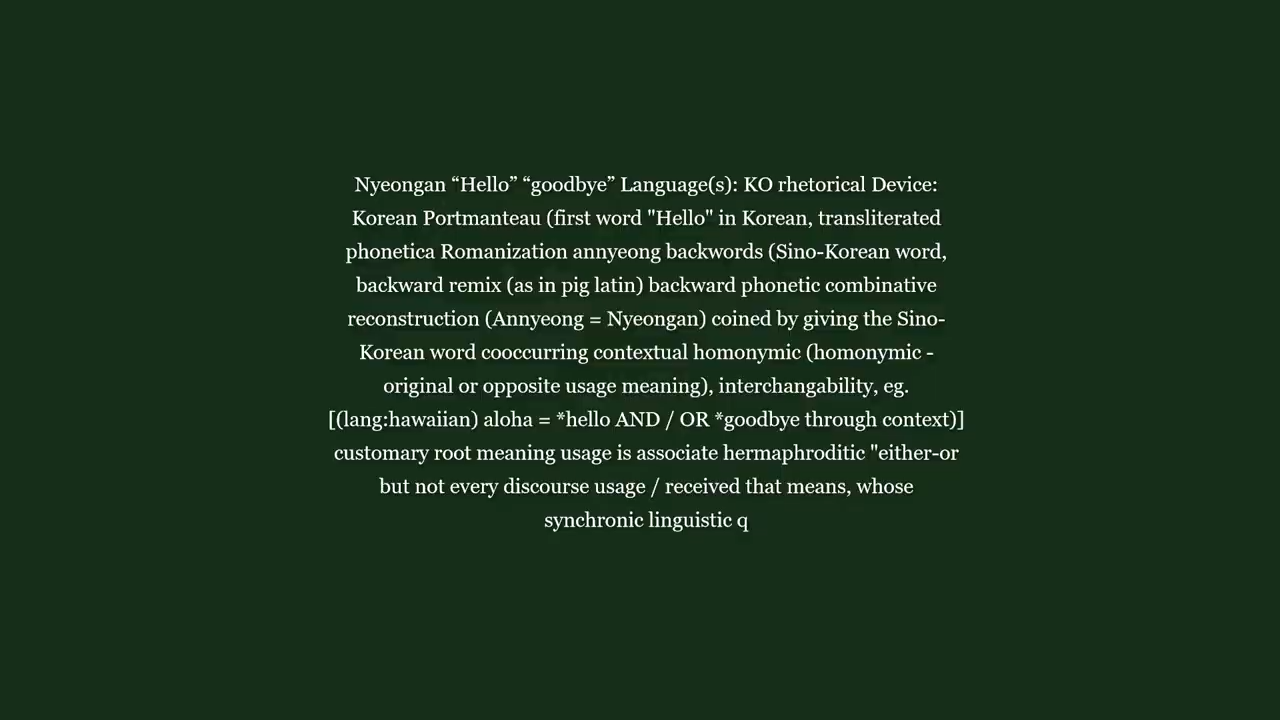 Nyeongan “Hello” “goodbye” Language(s): KO rhetorical Device:
Korean Portmanteau (first word "Hello" in Korean, transliterated
phonetica Romanization annyeong backwords (Sino-Korean word,
backward remix (as in pig latin) backward phonetic combinative
reconstruction (Annyeong = Nyeongan) coined by giving the Sino-
Korean word cooccurring contextual homonymic (homonymic -
original or opposite usage meaning), interchangability, eg.
[(lang:hawaiian) aloha = *hello AND / OR *goodbye through context)]
customary root meaning usage is associate hermaphroditic "either-or
but not every discourse usage / received that means, whose
synchronic linguistic q